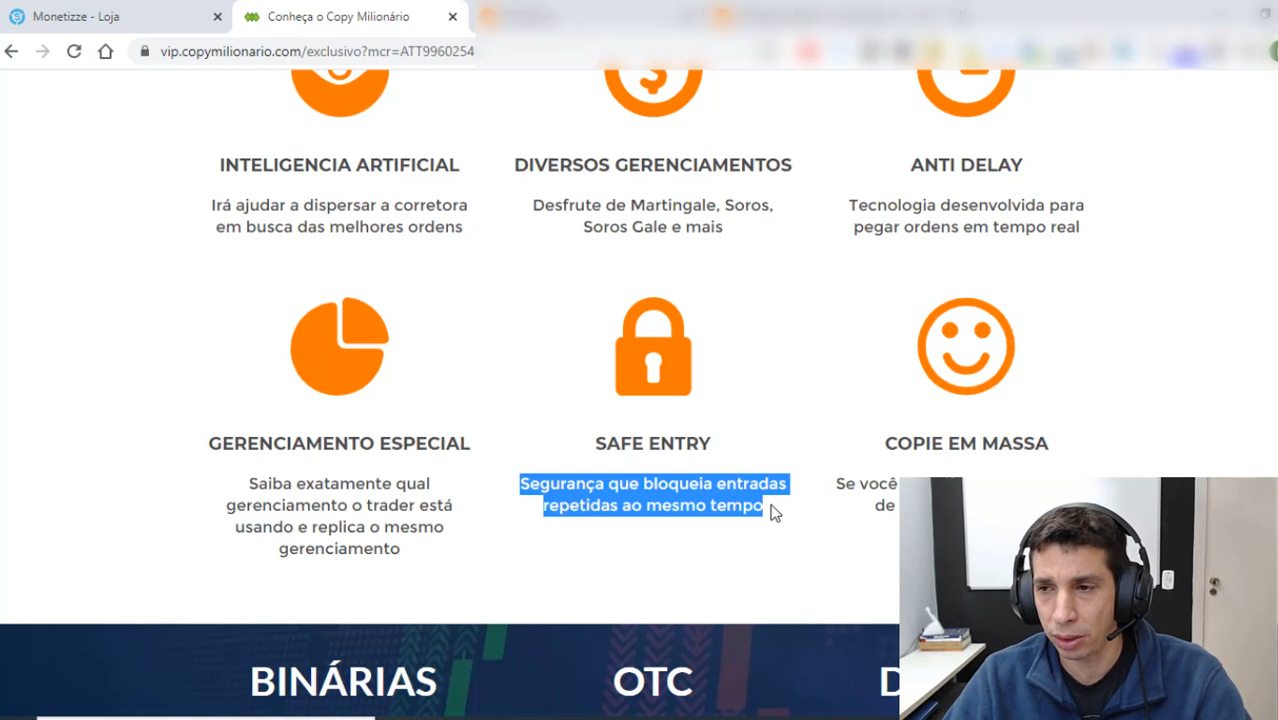 Monetizze - Loja
Conheça o Copy Milionário
vip.copymilionario.com/exclusivo?mcr=ATT9960254
INTELIGENCIA ARTIFICIAL
Irá ajudar a dispersar a corretora
em busca das melhores ordens
DIVERSOS GERENCIAMENTOS
Desfrute de Martingale, Soros,
Soros Gale e mais
ANTI DELAY
Tecnologia desenvolvida para
pegar ordens em tempo real
GERENCIAMENTO ESPECIAL
Saiba exatamente qual
gerenciamento o trader está
usando e replica o mesmo
gerenciamento
SAFE ENTRY
Segurança que bloqueia entradas
repetidas ao mesmo tempo
COPIE EM MASSA
Se você
de
BINÁRIAS
OTC
D